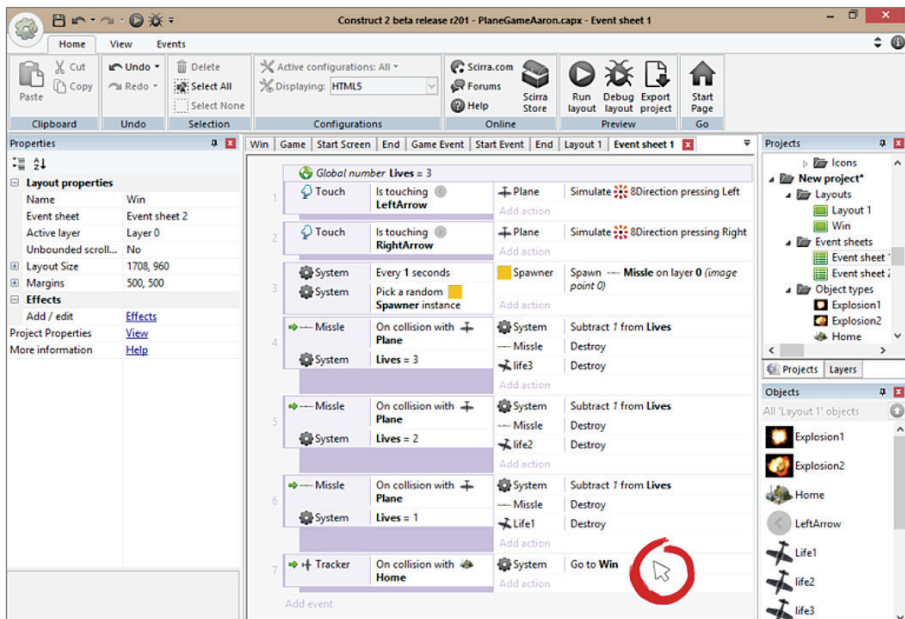 Construct 2 beta release r201 - PlaneGameAaron.capx - Event sheet 1
Home View Events
Paste
Cut
Copy
Clipboard
Undo
Redo
Undo
Delete
Select All
Select None
Selection
Active configurations: All
Displaying: HTML5
Configurations
Scirra.com
Forums
Help
Scirra Store
Online
Run layout
Debug layout
Export project
Preview
Start Page
Go
Properties
Layout properties
Name Win
Event sheet Event sheet 2
Active layer Layer 0
Unbounded scroll... No
Layout Size 1708, 960
Margins 500, 500
Effects
Add / edit Effects
Project Properties View
More information Help
Win Game Start Screen End Game Event Start Event End Layout 1 Event sheet 1
Global number Lives = 3
1 Touch Is touching LeftArrow Plane Simulate 8Direction pressing Left
Add action
2 Touch Is touching RightArrow Plane Simulate 8Direction pressing Right
Add action
3 System Every 1 seconds Spawner Spawn Missle on layer 0 (image point 0)
System Pick a random Spawner instance
Add action
4 Missle On collision with Plane System Subtract 1 from Lives
Missle Destroy
System Lives = 3 life3 Destroy
Add action
5 Missle On collision with Plane System Subtract 1 from Lives
Missle Destroy
System Lives = 2 life2 Destroy
Add action
6 Missle On collision with Plane System Subtract 1 from Lives
Missle Destroy
System Lives = 1 Life1 Destroy
Add action
7 Tracker On collision with Home System Go to Win
Add action
Add event
Projects
Icons
New project*
Layouts
Layout 1
Win
Event sheets
Event sheet
Event sheet
Object types
Explosion1
Explosion2
Home
Projects Layers
Objects
All 'Layout 1' objects
Explosion1
Explosion2
Home
LeftArrow
Life1
life2
life3